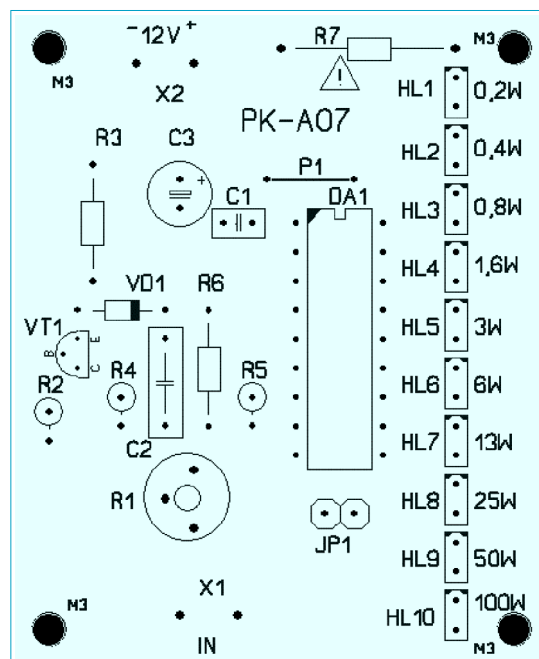 -12V+
R7
M3
M3
X2
HL1 0,2W
PK-A07
R3
C3
+
HL2 0,4W
P1
C1
DA1
HL3 0,8W
HL4 1,6W
VD1
R6
VT1
E
B
C
HL5 3W
R2
R4
R5
HL6 6W
C2
HL7 13W
R1
HL8 25W
JP1
HL9 50W
X1
M3
HL10 100W
IN
M3